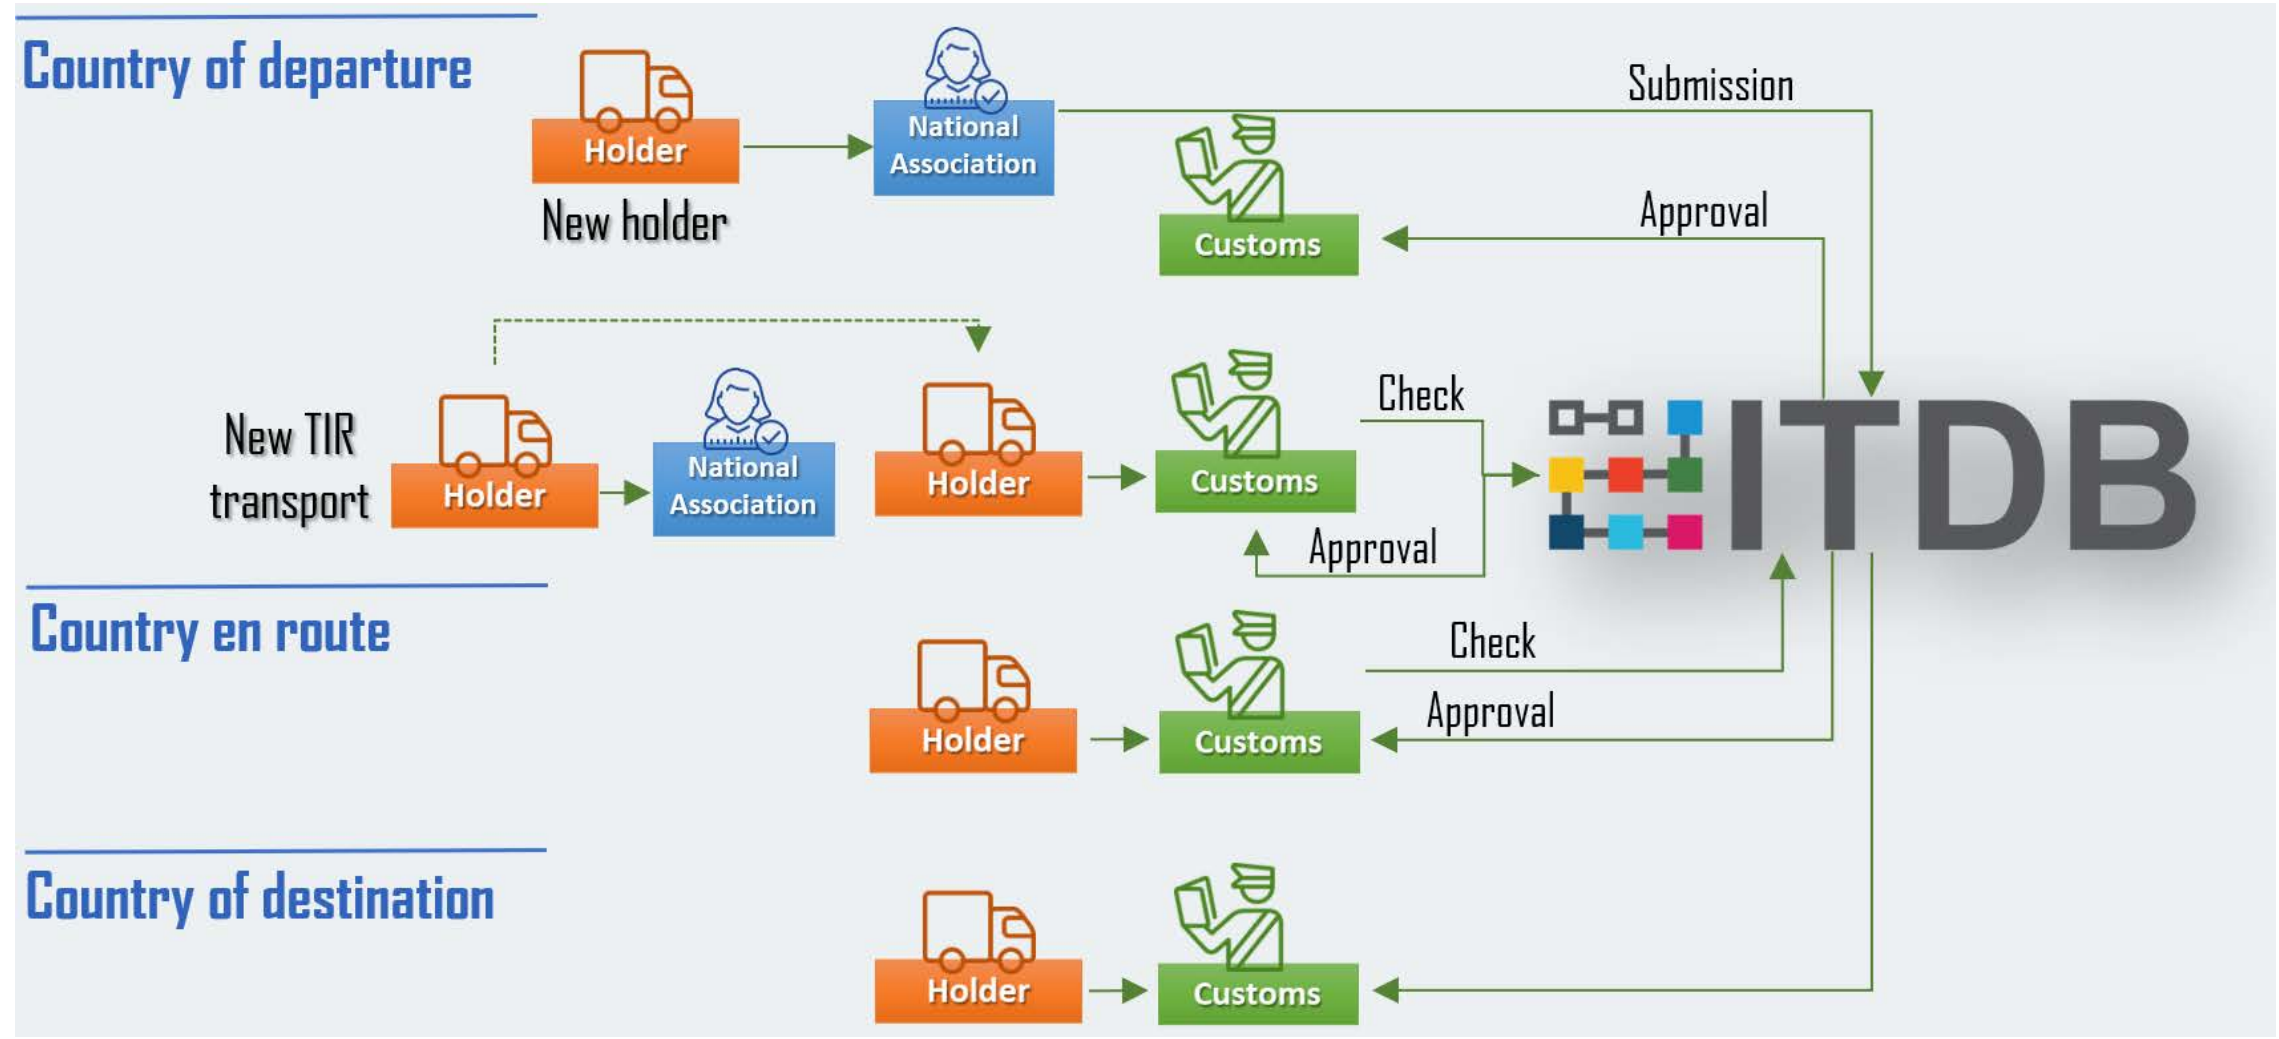 Country of departure
Holder
New holder
National
Association
Submission
Customs
Approval
New TIR
transport
Holder
National
Association
Holder
Customs
Check
Approval
ITDB
Country en route
Holder
Customs
Check
Approval
Country of destination
Holder
Customs